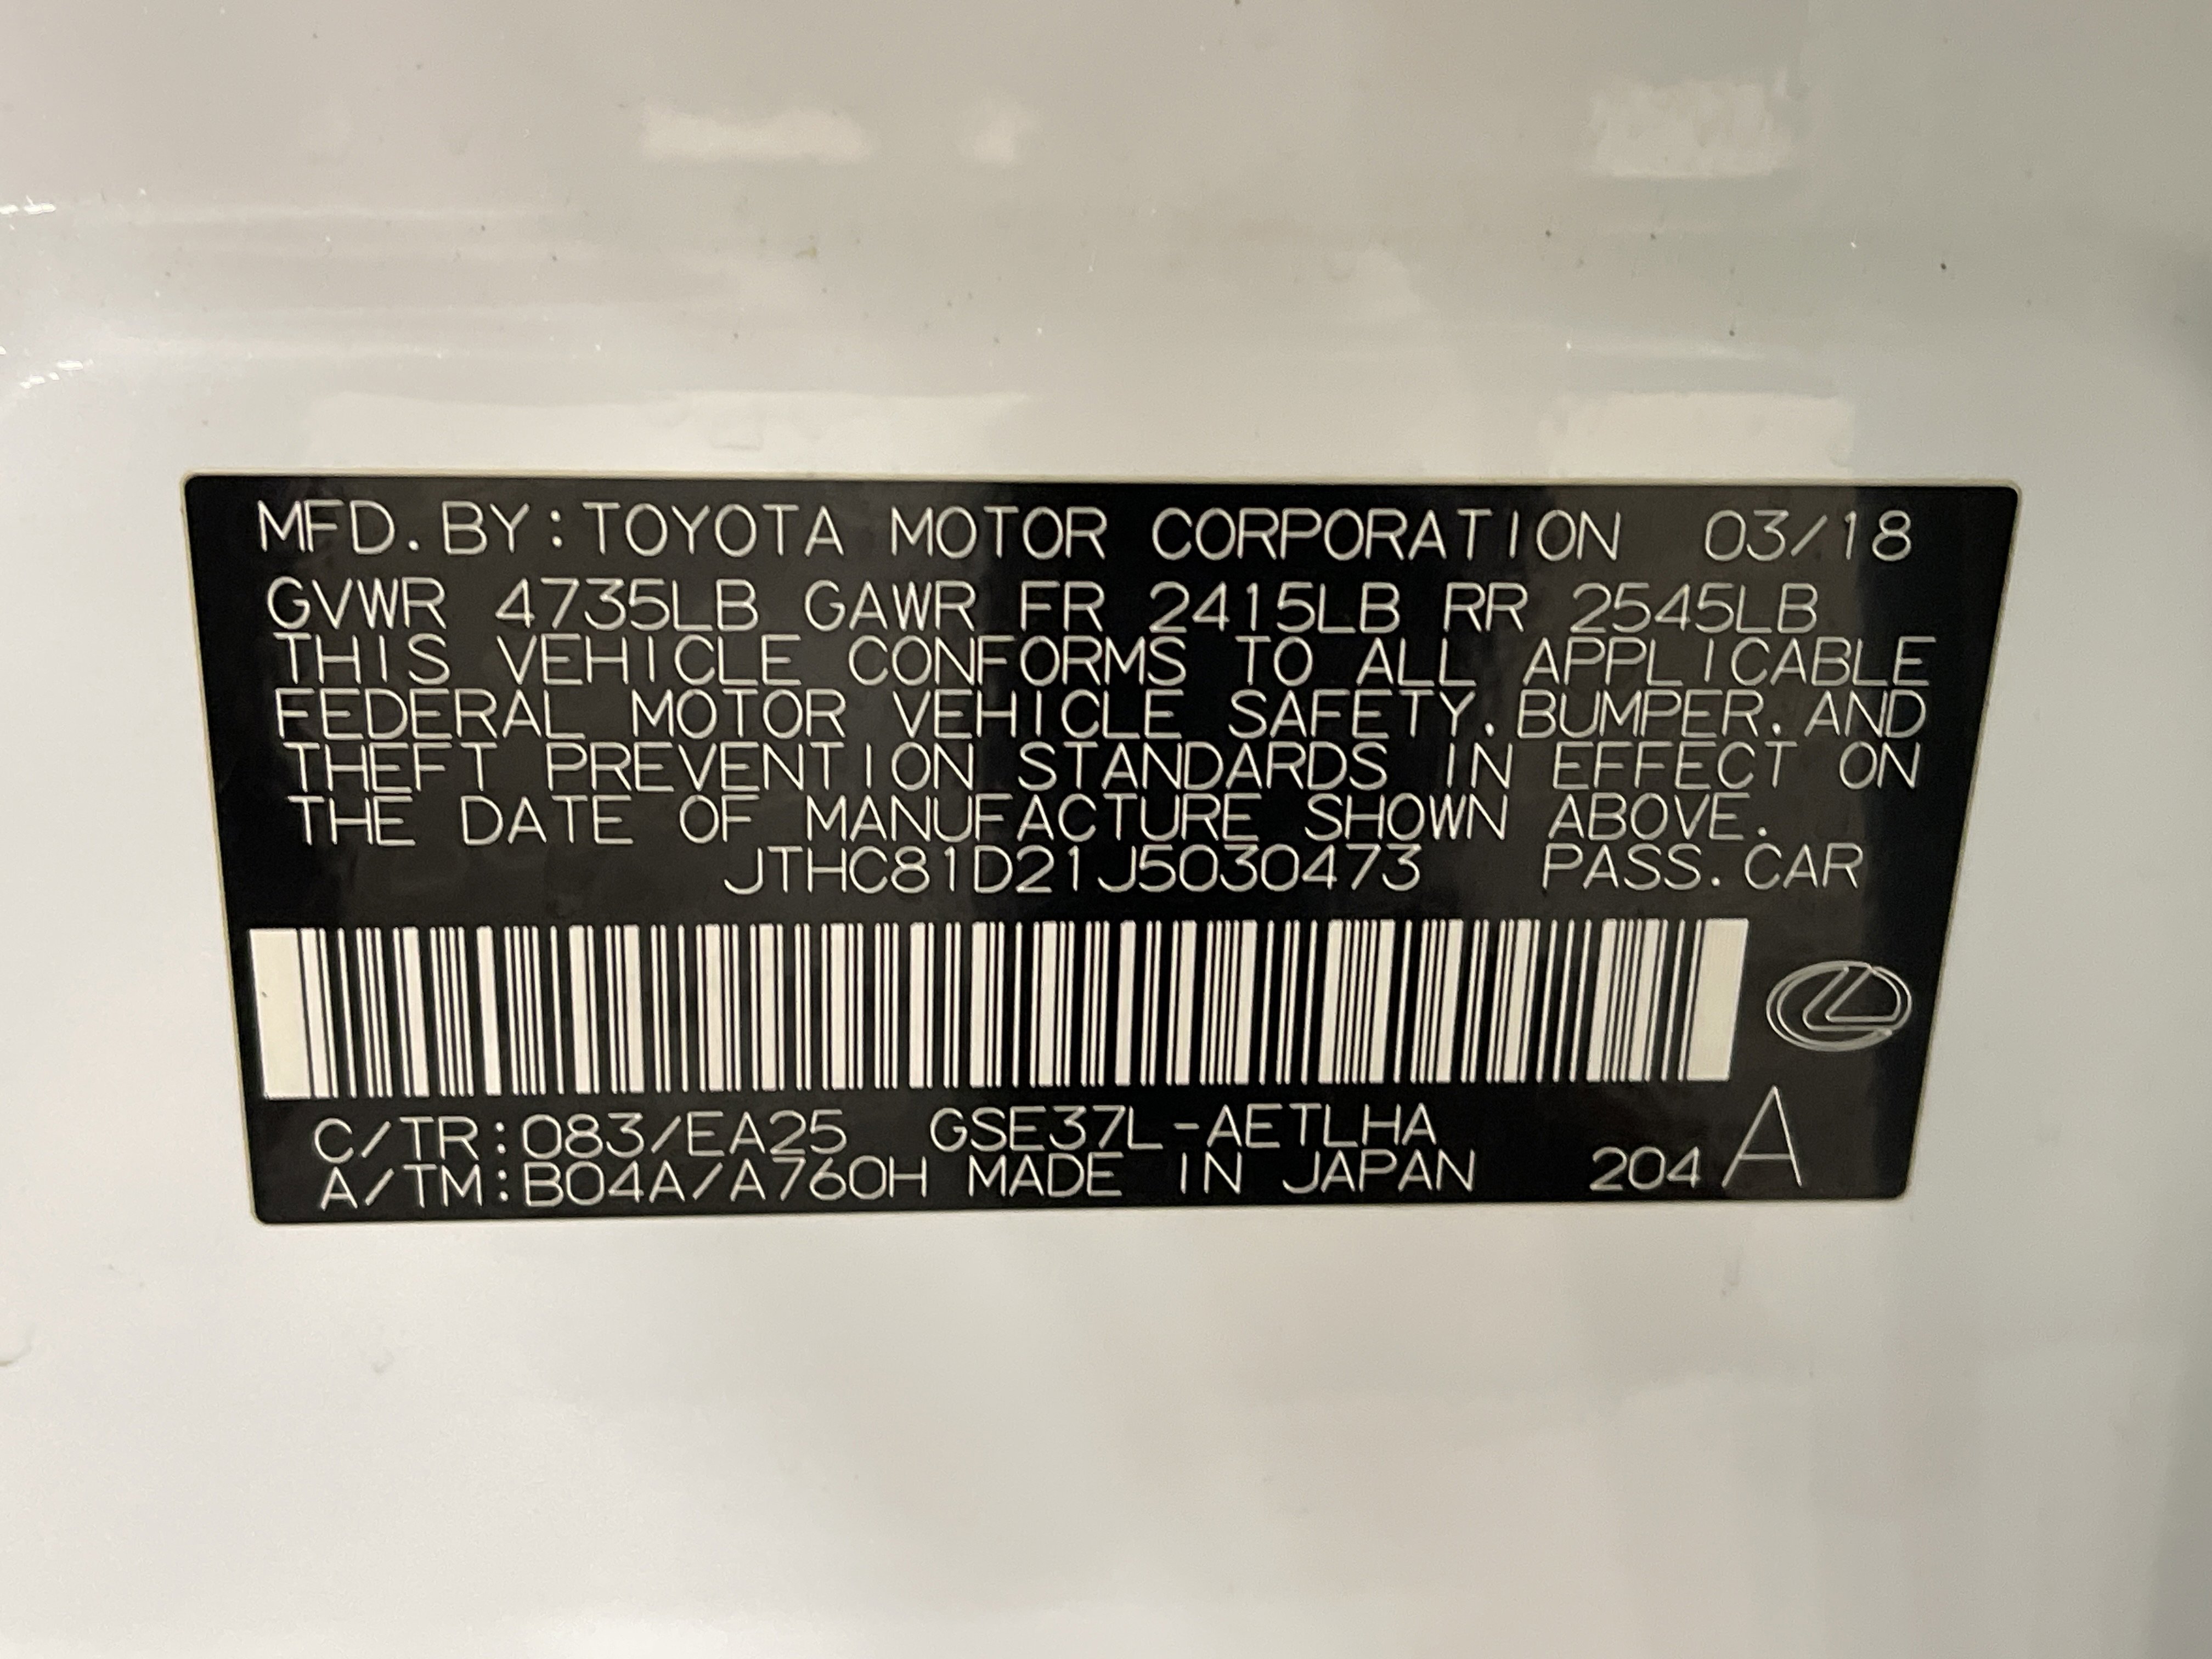 MFD. BY: TOYOTA MOTOR CORPORATION 03/18
GVWR 4735LB GAWR FR 2415LB RR 2545LB
THIS VEHICLE CONFORMS TO ALL APPLICABLE
FEDERAL MOTOR VEHICLE SAFETY. BUMPER. AND
THEFT PREVENTION STANDARDS IN EFFECT ON
THE DATE OF MANUFACTURE SHOWN ABOVE.
JTHC81D21J5030473 PASS. CAR
C/TR:083/EA25 GSE37L-AETLHA
A/TM:B04A/A760H MADE IN JAPAN 204 A